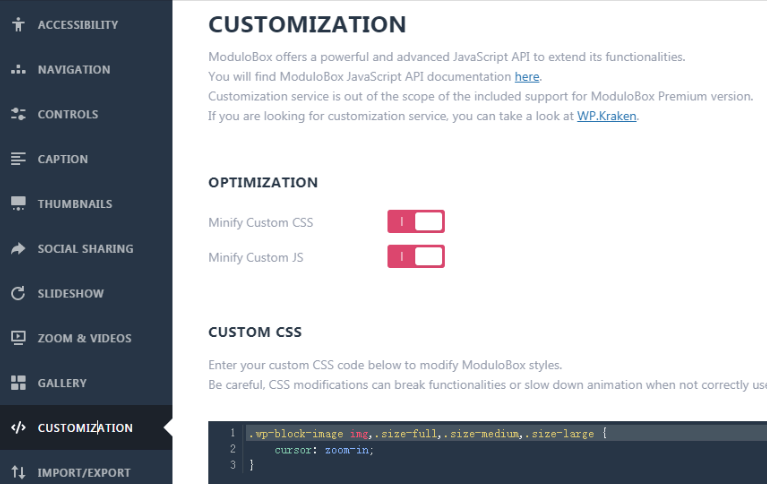 ACCESSIBILITY
NAVIGATION
CONTROLS
CAPTION
THUMBNAILS
SOCIAL SHARING
SLIDESHOW
ZOOM & VIDEOS
GALLERY
CUSTOMIZATION
IMPORT/EXPORT
CUSTOMIZATION
ModuloBox offers a powerful and advanced JavaScript API to extend its functionalities.
You will find ModuloBox JavaScript API documentation here.
Customization service is out of the scope of the included support for ModuloBox Premium version.
If you are looking for customization service, you can take a look at WP.Kraken.
OPTIMIZATION
Minify Custom CSS
Minify Custom JS
CUSTOM CSS
Enter your custom CSS code below to modify ModuloBox styles.
Be careful, CSS modifications can break functionalities or slow down animation when not correctly use
1 .wp-block-image img,.size-full,.size-medium,.size-large {
2 cursor: zoom-in;
3 }